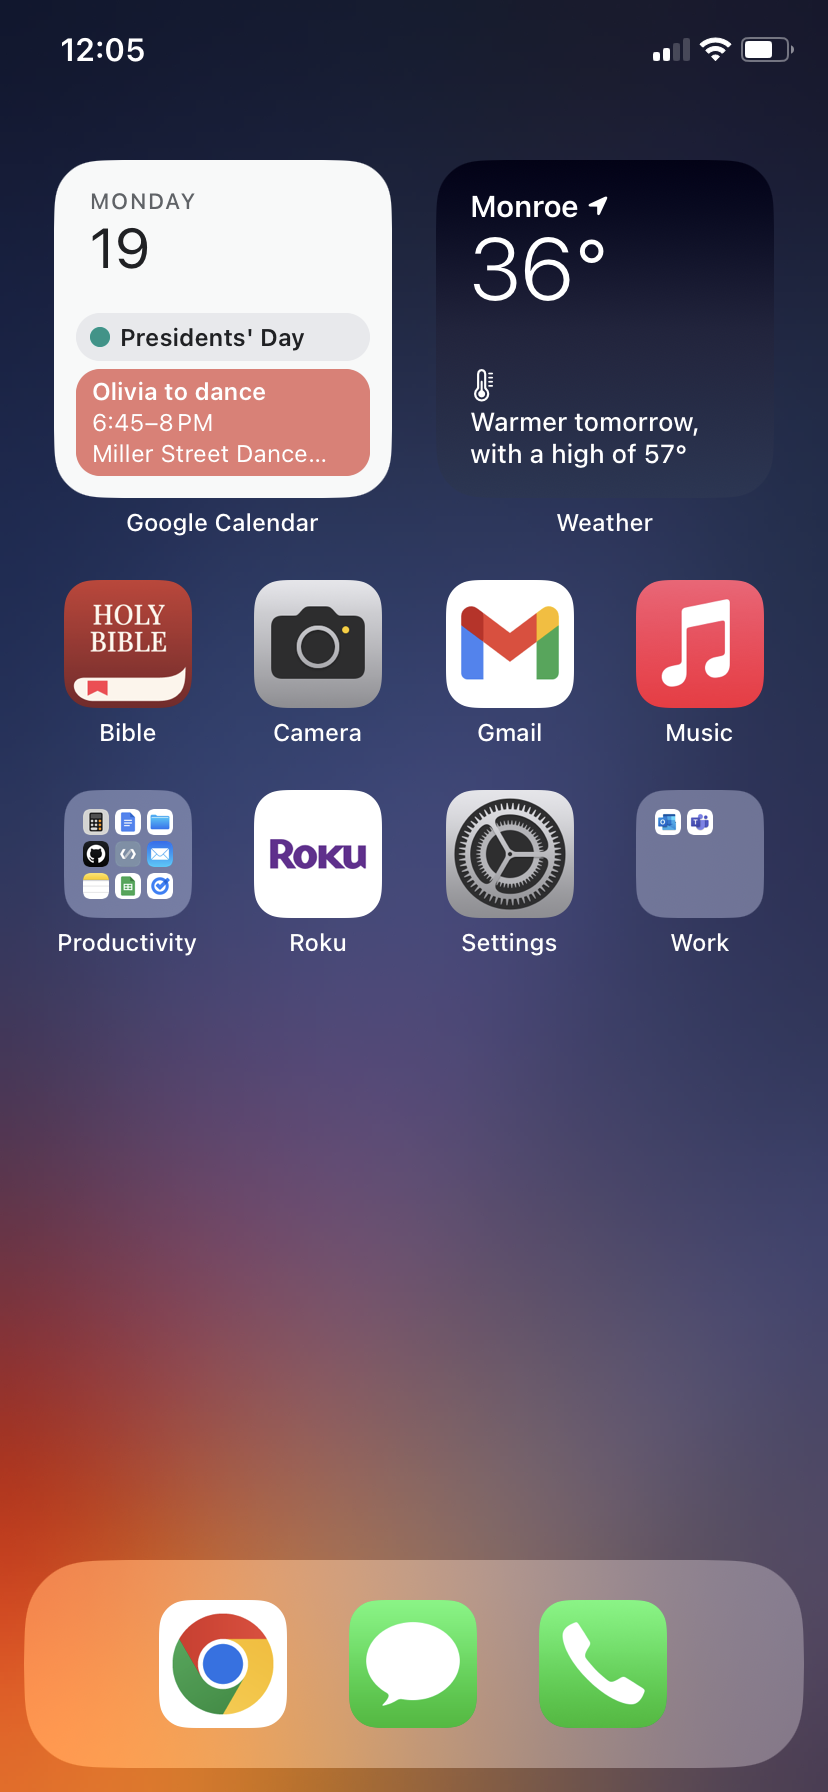 12:05
MONDAY
19
Presidents' Day
Olivia to dance
6:45–8 PM
Miller Street Dance...
Google Calendar
Monroe
36°
Warmer tomorrow,
with a high of 57°
Weather
HOLY
BIBLE
Bible
Camera
Gmail
Music
Productivity
Roku
Roku
Settings
Work